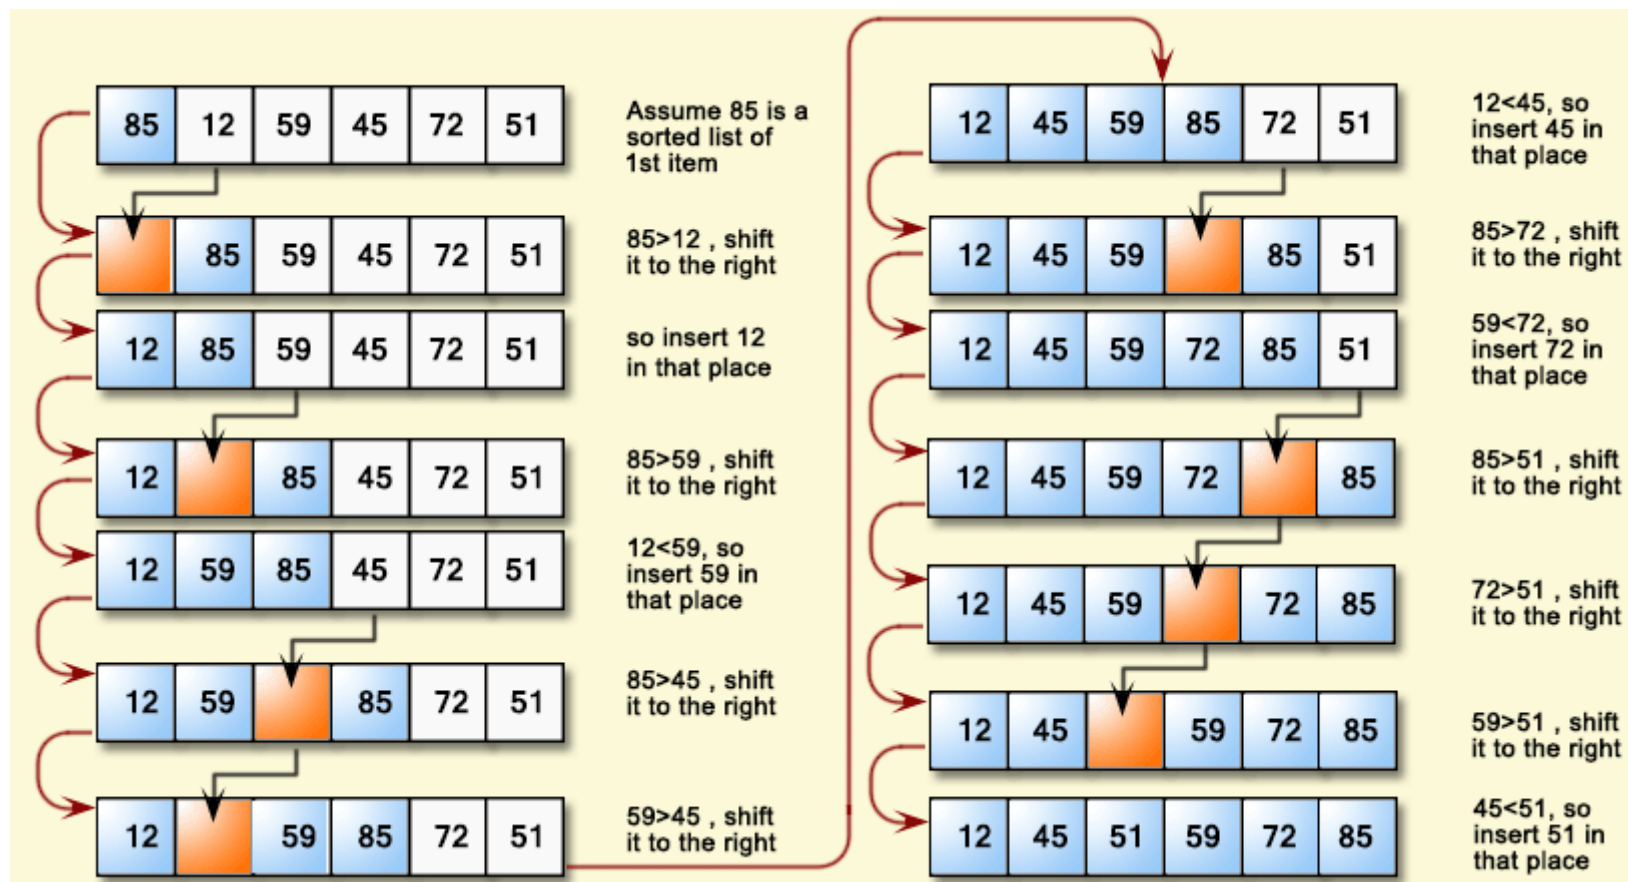 85 12 59 45 72 51
Assume 85 is a
sorted list of
1st item
85 59 45 72 51
85>12 , shift
it to the right
12 85 59 45 72 51
so insert 12
in that place
12 85 45 72 51
85>59 , shift
it to the right
12 59 85 45 72 51
12<59, so
insert 59 in
that place
12 59 85 72 51
85>45 , shift
it to the right
12 59 85 72 51
59>45 , shift
it to the right
12 45 59 85 72 51
12<45, so
insert 45 in
that place
12 45 59 85 51
85>72 , shift
it to the right
12 45 59 72 85 51
59<72, so
insert 72 in
that place
12 45 59 72 85
85>51 , shift
it to the right
12 45 59 72 85
72>51 , shift
it to the right
12 45 59 72 85
59>51 , shift
it to the right
12 45 51 59 72 85
45<51, so
insert 51 in
that place